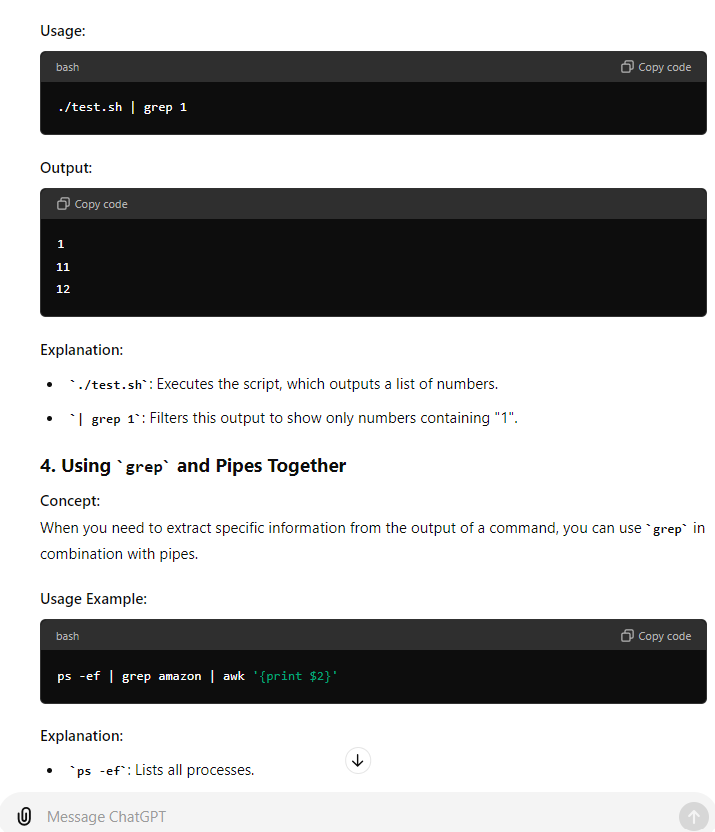 Usage:
bash Copy code
./test.sh | grep 1
Output:
Copy code
1
11
12
Explanation:
• `./test.sh`: Executes the script, which outputs a list of numbers.
• `| grep 1`: Filters this output to show only numbers containing "1".
4. Using `grep` and Pipes Together
Concept:
When you need to extract specific information from the output of a command, you can use `grep` in
combination with pipes.
Usage Example:
bash Copy code
ps -ef | grep amazon | awk '{print $2}'
Explanation:
• `ps -ef`: Lists all processes.
Message ChatGPT